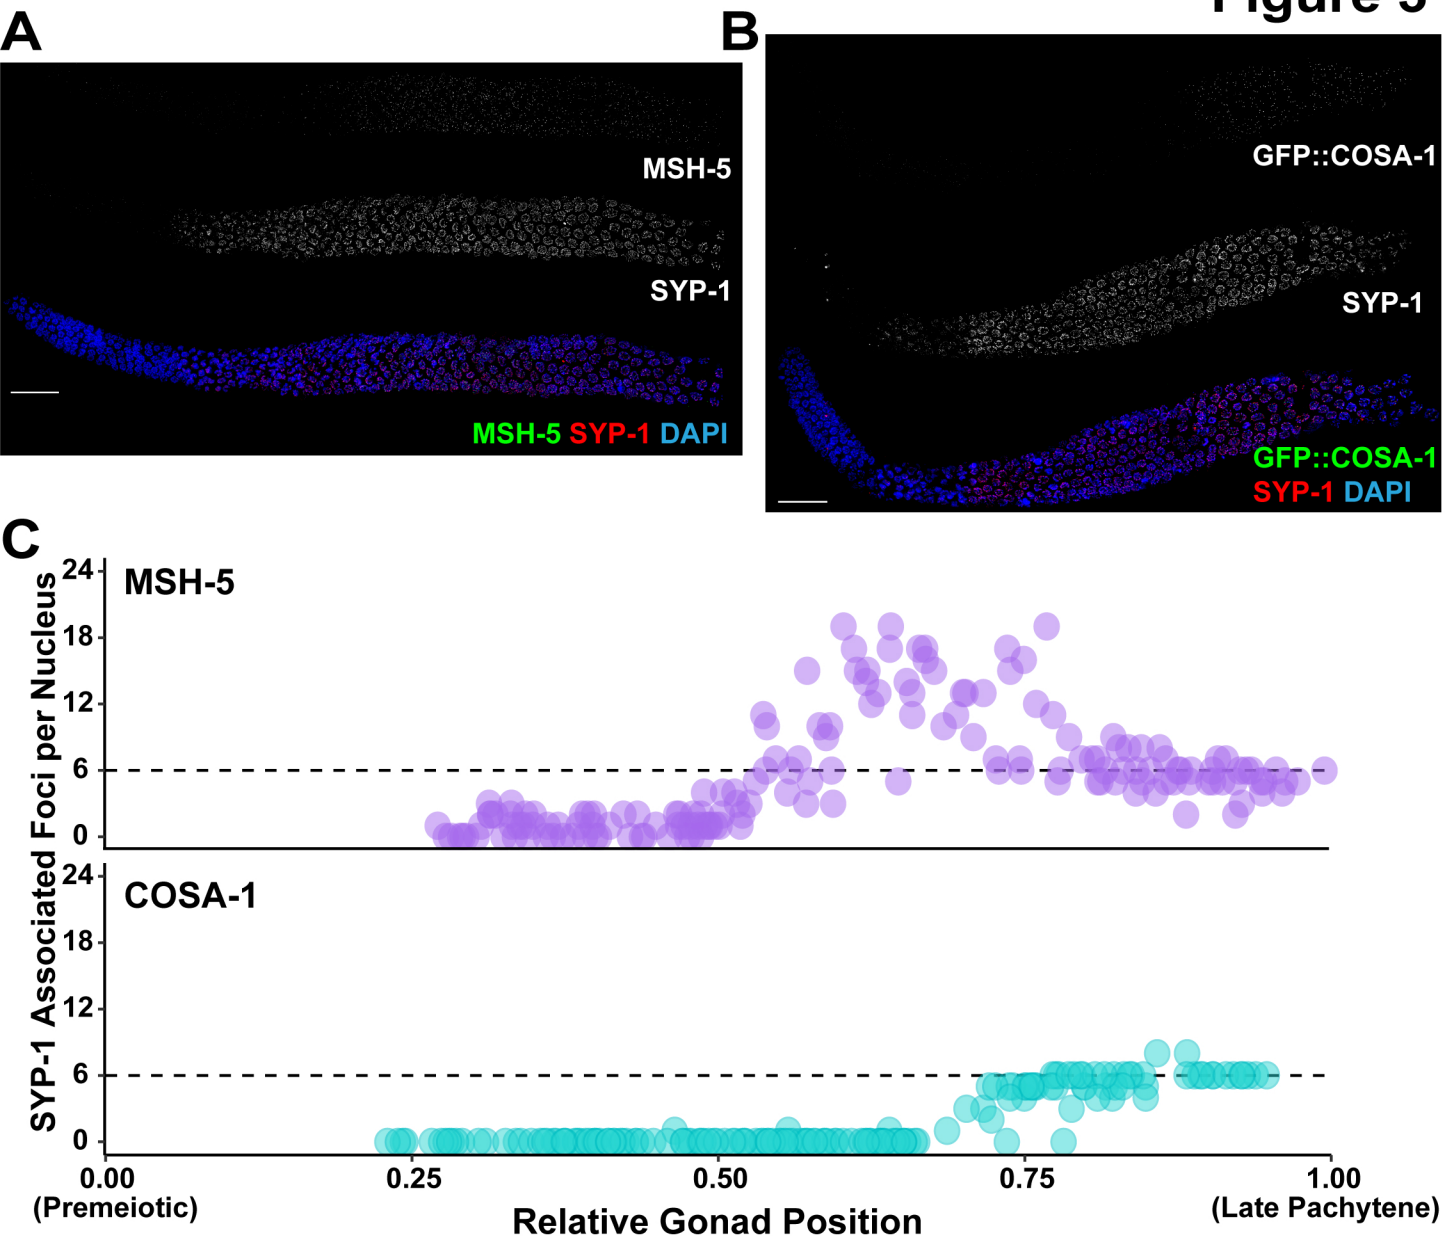 Figure 5
A
B
MSH-5
SYP-1
MSH-5 SYP-1 DAPI
GFP::COSA-1
SYP-1
GFP::COSA-1
SYP-1 DAPI
C
SYP-1 Associated Foci per Nucleus
MSH-5
24
18
12
6
0
COSA-1
24
18
12
6
0
0.00
0.25
0.50
0.75
1.00
(Premeiotic)
(Late Pachytene)
Relative Gonad Position